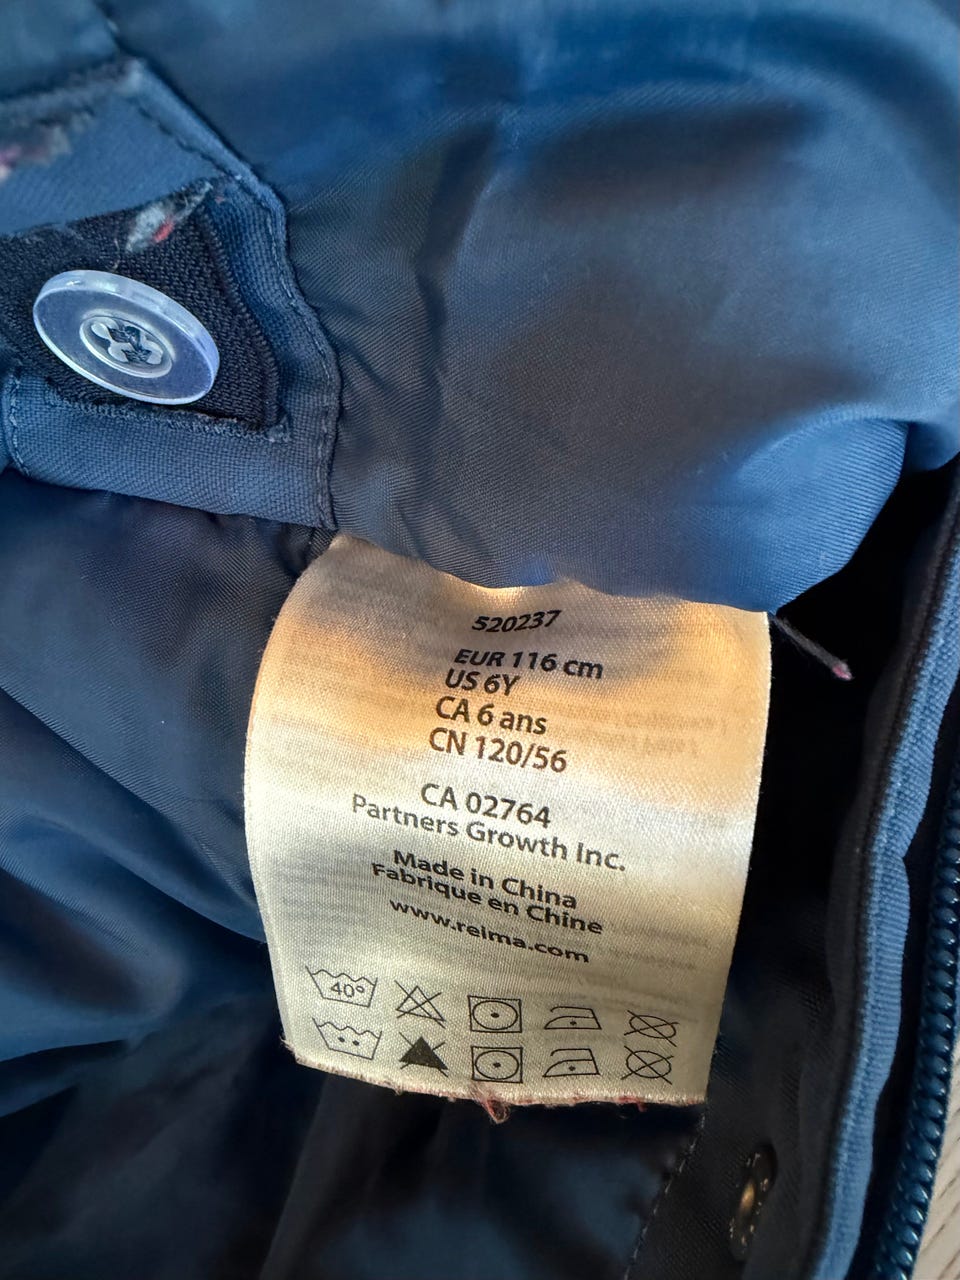 520237
EUR 116 cm
US 6Y
CA 6 ans
CN 120/56
CA 02764
Partners Growth Inc.
Made in China
Fabriqué en Chine
www.reima.com
40°